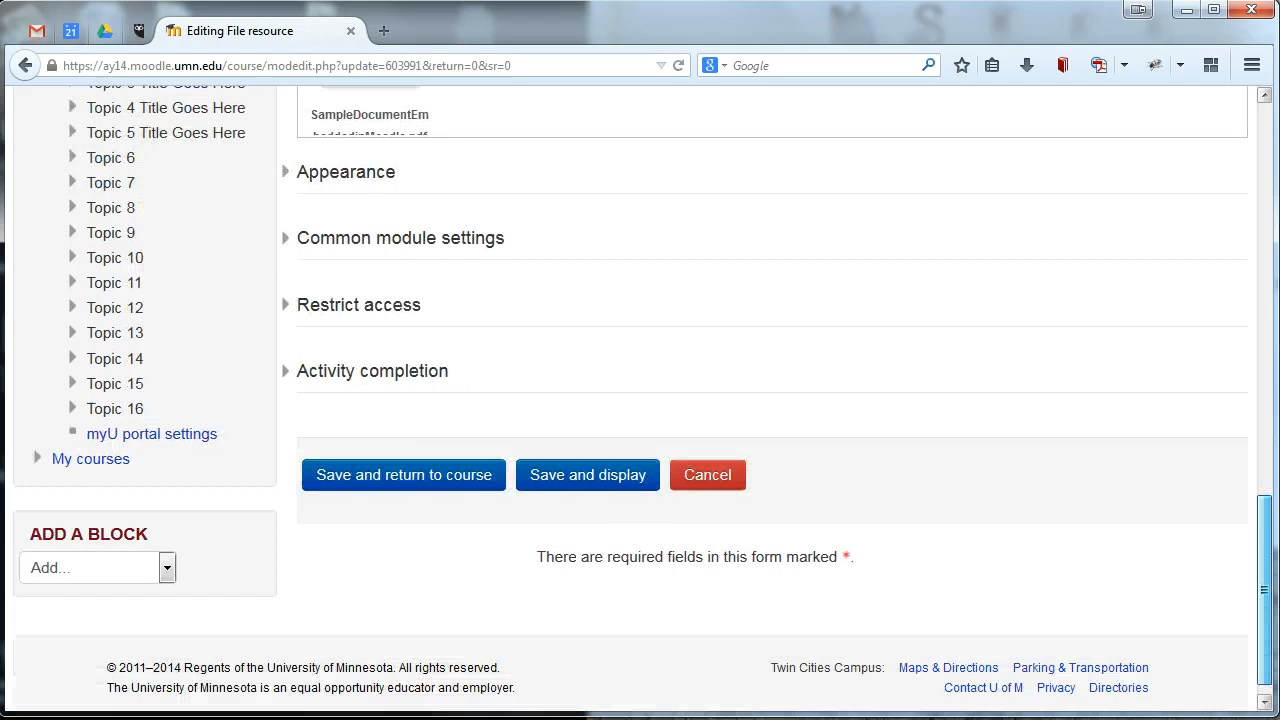 21
Editing File resource
https://ay14.moodle.umn.edu/course/modedit.php?update=603991&return=0&sr=0
Google
Topic 4 Title Goes Here
Topic 5 Title Goes Here
Topic 6
Topic 7
Topic 8
Topic 9
Topic 10
Topic 11
Topic 12
Topic 13
Topic 14
Topic 15
Topic 16
myU portal settings
My courses
ADD A BLOCK
Add...
SampleDocumentEm
beddedinMoodle.pdf
Appearance
Common module settings
Restrict access
Activity completion
Save and return to course
Save and display
Cancel
There are required fields in this form marked *.
© 2011–2014 Regents of the University of Minnesota. All rights reserved.
The University of Minnesota is an equal opportunity educator and employer.
Twin Cities Campus: Maps & Directions Parking & Transportation
Contact U of M Privacy Directories